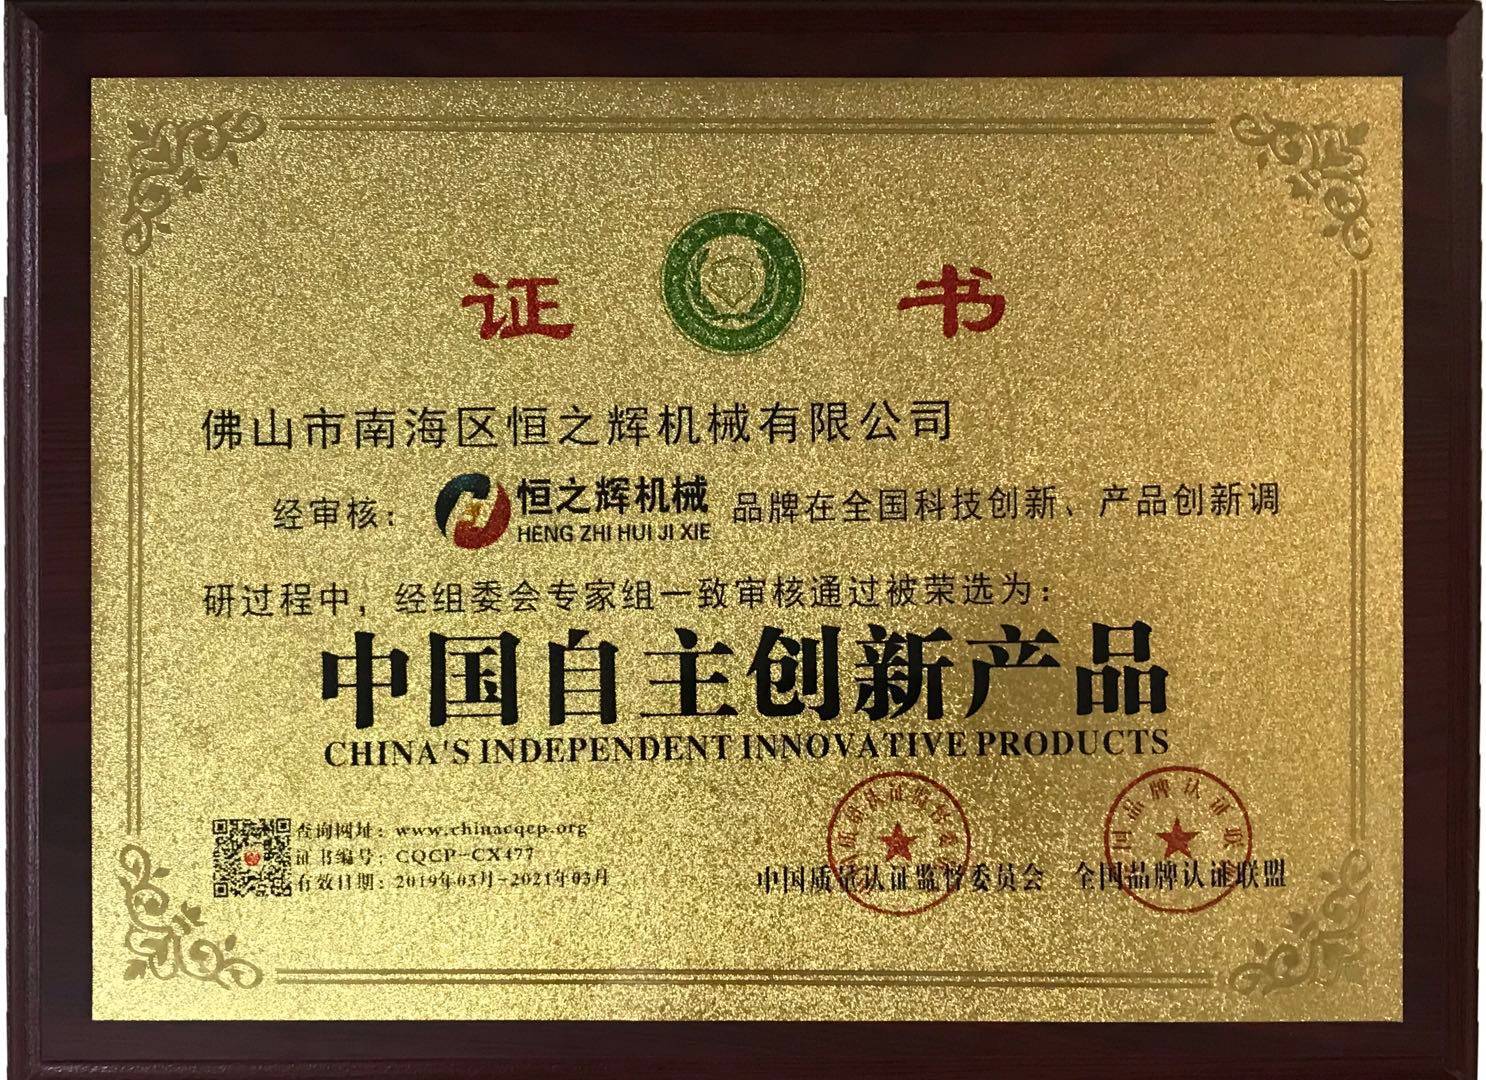 证 书
佛山市南海区恒之辉机械有限公司
经审核: 恒之辉机械 品牌在全国科技创新、产品创新调
HENG ZHI HUI JI XIE
研过程中,经组委会专家组一致审核通过被荣选为:
中国自主创新产品
CHINA'S INDEPENDENT INNOVATIVE PRODUCTS
查询网址: www.chinacqcp.org
证书编号: CQCP-CX477
有效日期: 2019年03月-2021年03月
中国质量认证监督委员会 全国品牌认证联盟